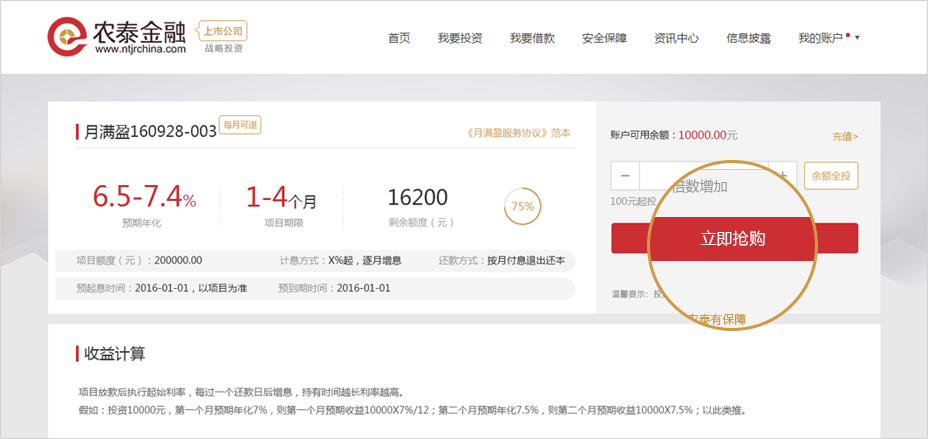 农泰金融
www.ntjrchina.com
上市公司
战略投资
首页 我要投资 我要借款 安全保障 资讯中心 信息披露 我的账户
月满盈160928-003 每月可退 《月满盈服务协议》范本
6.5-7.4% 1-4个月 16200 75%
预期年化 项目期限 剩余额度（元）
项目额度（元）：200000.00 计息方式：X%起，逐月增息 还款方式：按月付息退出还本
预起息时间：2016-01-01，以项目为准 预到期时间：2016-01-01
账户可用余额：10000.00元 充值>
− + 余额全投
倍数增加
100元起投
立即抢购
温馨提示：投
农泰有保障
收益计算
项目放款后执行起始利率，每过一个还款日后增息，持有时间越长利率越高。
假如：投资10000元，第一个月预期年化7%，则第一个月预期收益10000X7%/12；第二个月预期年化7.5%，则第二个月预期收益10000X7.5%；以此类推。